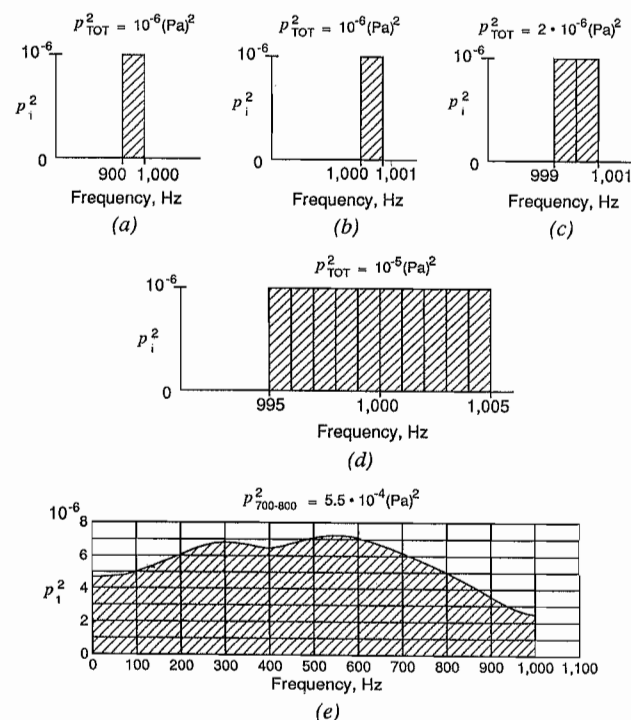 p²TOT = 10⁻⁶(Pa)²
10⁻⁶
p²i
0
900 1,000
Frequency, Hz
(a)
p²TOT = 10⁻⁶(Pa)²
10⁻⁶
p²i
0
1,000 1,001
Frequency, Hz
(b)
p²TOT = 2 • 10⁻⁶(Pa)²
10⁻⁶
p²i
0
999 1,001
Frequency, Hz
(c)
p²TOT = 10⁻⁵(Pa)²
10⁻⁶
p²i
0
995 1,000 1,005
Frequency, Hz
(d)
p²700-800 = 5.5 • 10⁻⁴(Pa)²
10⁻⁶
8
6
4
2
0
p²1
0 100 200 300 400 500 600 700 800 900 1,000 1,100
Frequency, Hz
(e)